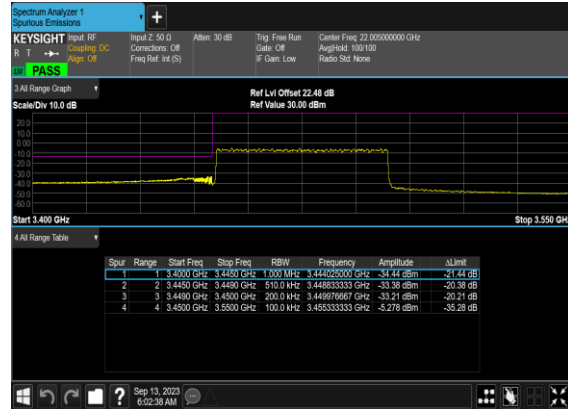 Spectrum Analyzer 1
Spurious Emissions
KEYSIGHT Input: RF Input Z: 50 Ω Atten: 30 dB Trig: Free Run Center Freq: 22.005000000 GHz
R T Coupling: DC Corrections: Off Gate: Off Avg|Hold: 100/100
Align: Off Freq Ref: Int (S) IF Gain: Low Radio Std: None
PASS
3 All Range Graph
Ref Lvl Offset 22.48 dB
Scale/Div 10.0 dB Ref Value 30.00 dBm
20.0
10.0
0.00
-10.0
-20.0
-30.0
-40.0
-50.0
-60.0
Start 3.400 GHz Stop 3.550 GHz
4 All Range Table
Spur Range Start Freq Stop Freq RBW Frequency Amplitude ΔLimit
1 1 3.4000 GHz 3.4450 GHz 1.000 MHz 3.444025000 GHz -34.44 dBm -21.44 dB
2 2 3.4450 GHz 3.4490 GHz 510.0 kHz 3.448833333 GHz -33.38 dBm -20.38 dB
3 3 3.4490 GHz 3.4500 GHz 200.0 kHz 3.449976667 GHz -33.21 dBm -20.21 dB
4 4 3.4500 GHz 3.5500 GHz 100.0 kHz 3.455333333 GHz -5.278 dBm -35.28 dB
? Sep 13, 2023
6:02:38 AM